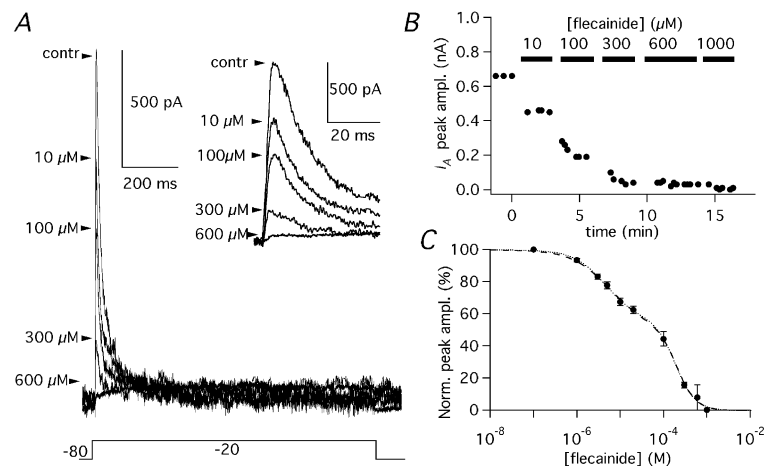 A
contr
500 pA
200 ms
10 µM
100 µM
300 µM
600 µM
-80
-20
contr
500 pA
20 ms
10 µM
100µM
300 µM
600 µM
B
[flecainide] (µM)
10 100 300 600 1000
1.0
0.8
0.6
0.4
0.2
0.0
IA peak ampl. (nA)
0 5 10 15
time (min)
C
100
80
60
40
20
0
Norm. peak ampl. (%)
10-8 10-6 10-4 10-2
[flecainide] (M)